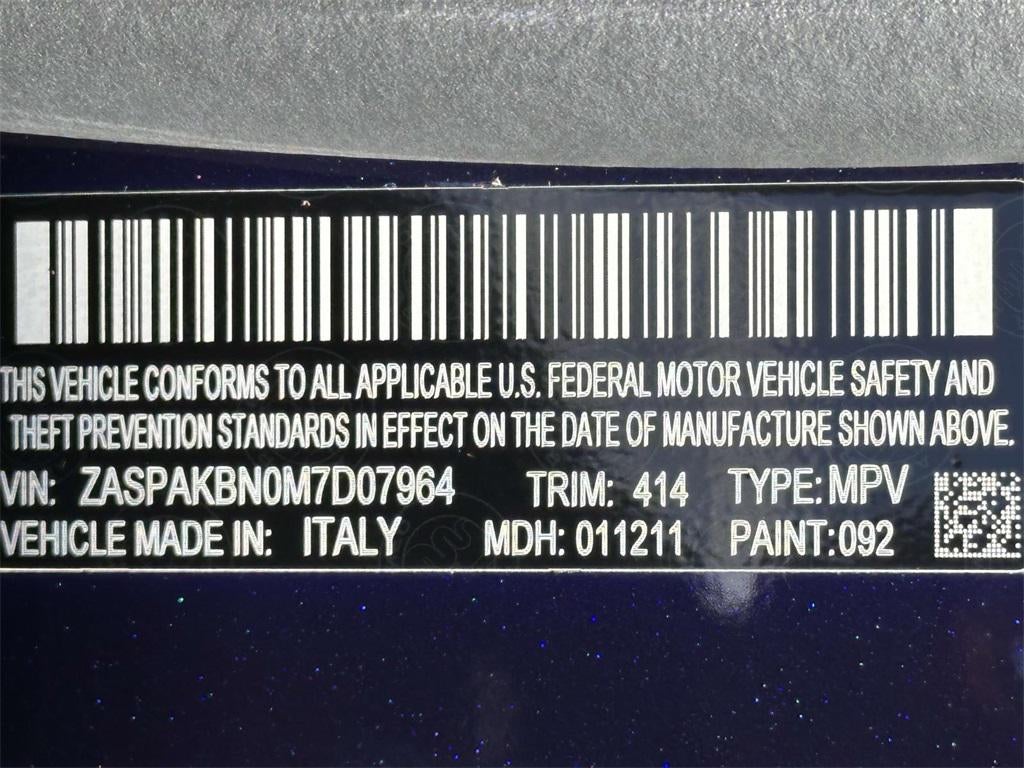 THIS VEHICLE CONFORMS TO ALL APPLICABLE U.S. FEDERAL MOTOR VEHICLE SAFETY AND
THEFT PREVENTION STANDARDS IN EFFECT ON THE DATE OF MANUFACTURE SHOWN ABOVE.
VIN: ZASPAKBN0M7D07964 TRIM: 414 TYPE: MPV
VEHICLE MADE IN: ITALY MDH: 011211 PAINT: 092